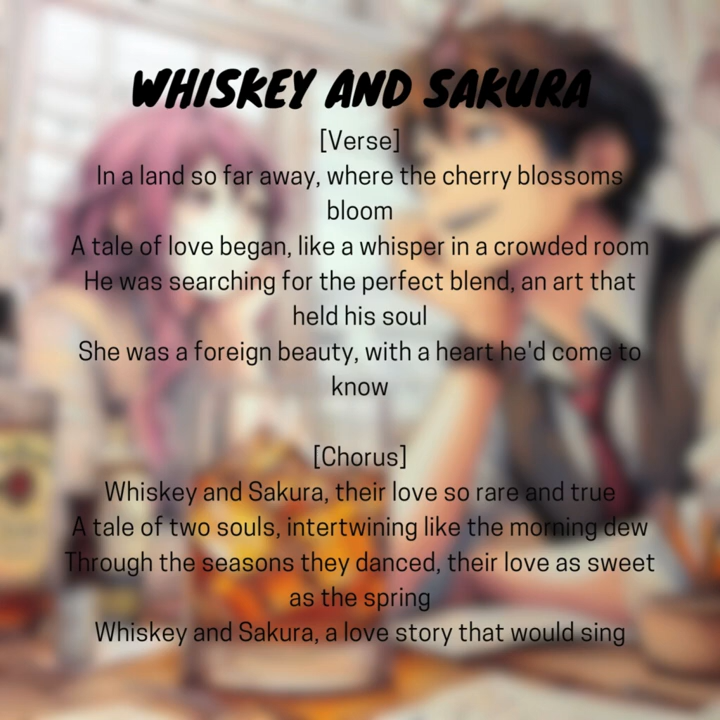 WHISKEY AND SAKURA
[Verse]
In a land so far away, where the cherry blossoms
bloom
A tale of love began, like a whisper in a crowded room
He was searching for the perfect blend, an art that
held his soul
She was a foreign beauty, with a heart he'd come to
know
[Chorus]
Whiskey and Sakura, their love so rare and true
A tale of two souls, intertwining like the morning dew
Through the seasons they danced, their love as sweet
as the spring
Whiskey and Sakura, a love story that would sing